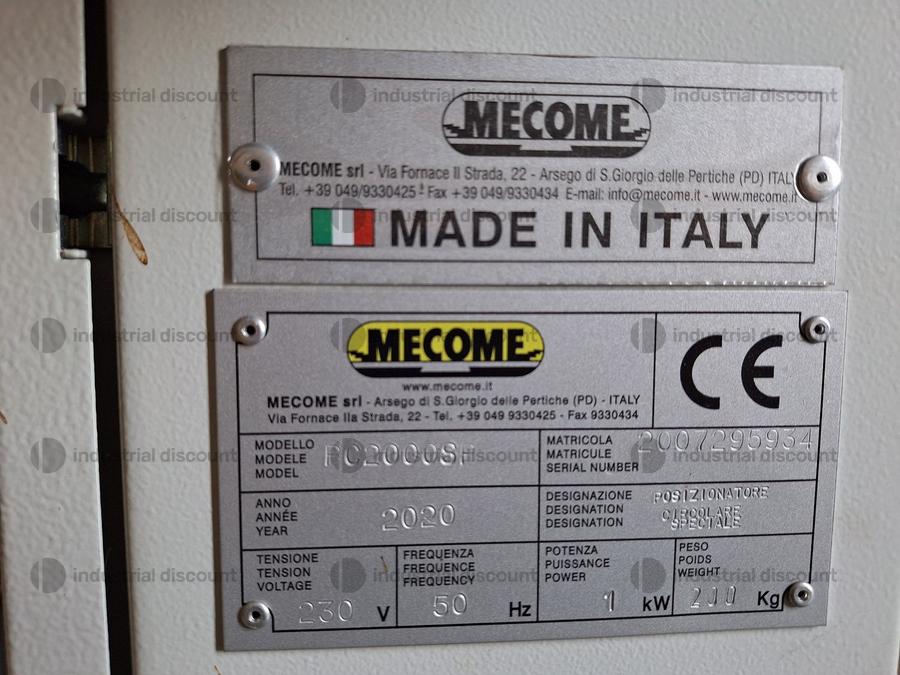 MECOME
MECOME srl - Via Fornace II Strada, 22 - Arsego di S.Giorgio delle Pertiche (PD) ITALY
Tel. +39 049/9330425 - Fax +39 049/9330434 E-mail: info@mecome.it - www.mecome.it
MADE IN ITALY
MECOME
www.mecome.it
MECOME srl - Arsego di S.Giorgio delle Pertiche (PD) - ITALY
Via Fornace IIa Strada, 22 - Tel. +39 049 9330425 - Fax 9330434
CE
MODELLO
MODELE
MODEL
MATRICOLA
MATRICULE
SERIAL NUMBER
2007295934
ANNO
ANNÉE
YEAR
2020
DESIGNAZIONE
DESIGNATION
DESIGNATION
POSIZIONATORE
CIRCOLARE
SPECIALE
TENSIONE
TENSION
VOLTAGE
230 V
FREQUENZA
FREQUENCE
FREQUENCY
50 Hz
POTENZA
PUISSANCE
POWER
1 kW
PESO
POIDS
WEIGHT
200 Kg
industrial discount